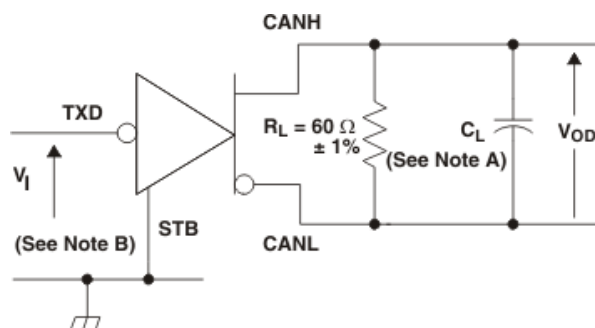 CANH
TXD
R_L = 60 Ω
± 1%
(See Note A)
C_L
V_OD
V_I
(See Note B)
STB
CANL